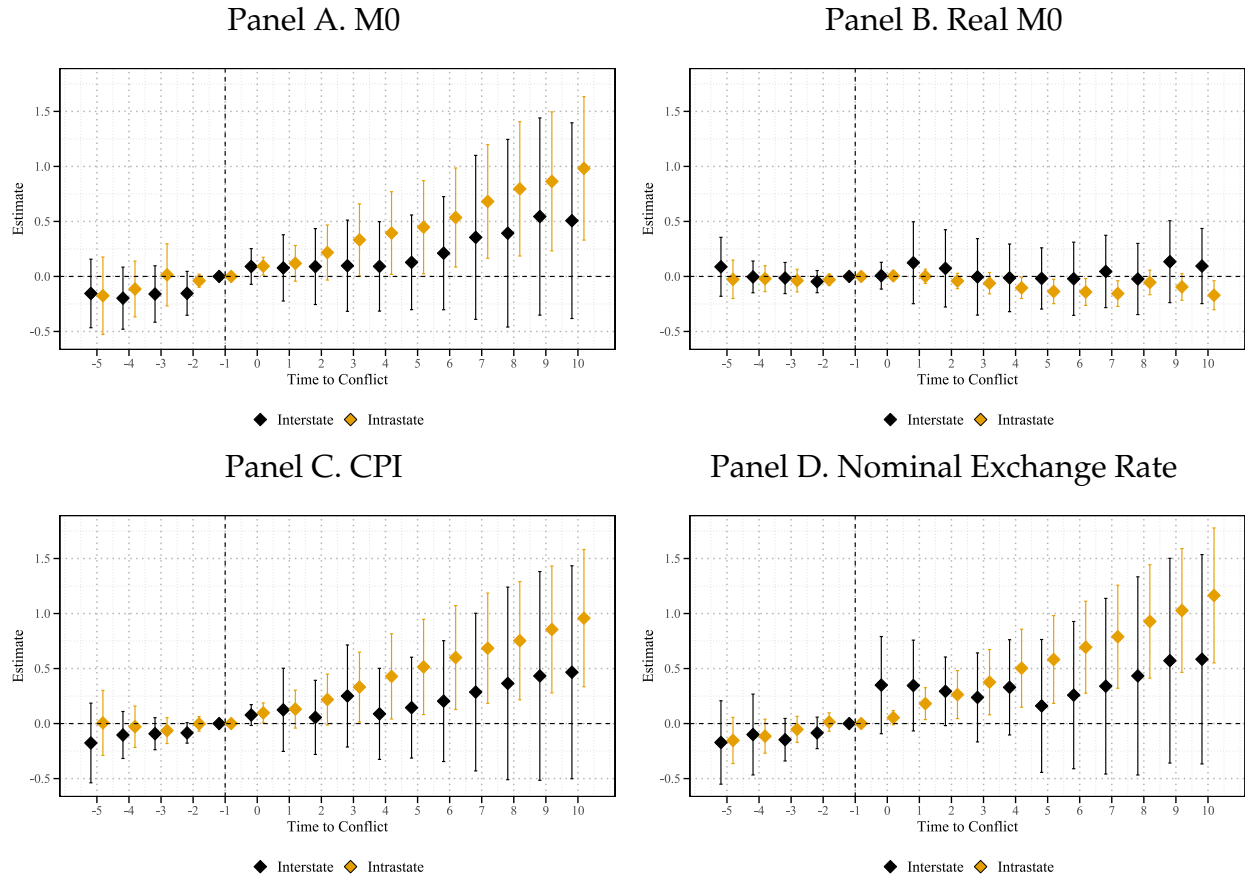 Panel A. M0
1.5
1.0
0.5
0.0
-0.5
Estimate
-5 -4 -3 -2 -1 0 1 2 3 4 5 6 7 8 9 10
Time to Conflict
Interstate Intrastate
Panel B. Real M0
1.5
1.0
0.5
0.0
-0.5
Estimate
-5 -4 -3 -2 -1 0 1 2 3 4 5 6 7 8 9 10
Time to Conflict
Interstate Intrastate
Panel C. CPI
1.5
1.0
0.5
0.0
-0.5
Estimate
-5 -4 -3 -2 -1 0 1 2 3 4 5 6 7 8 9 10
Time to Conflict
Interstate Intrastate
Panel D. Nominal Exchange Rate
1.5
1.0
0.5
0.0
-0.5
Estimate
-5 -4 -3 -2 -1 0 1 2 3 4 5 6 7 8 9 10
Time to Conflict
Interstate Intrastate